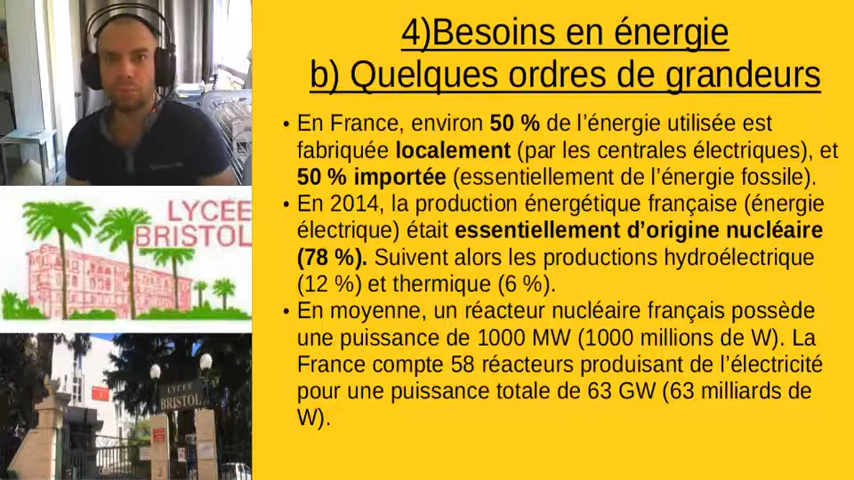 4)Besoins en énergie
b) Quelques ordres de grandeurs
• En France, environ 50 % de l'énergie utilisée est
fabriquée localement (par les centrales électriques), et
50 % importée (essentiellement de l'énergie fossile).
• En 2014, la production énergétique française (énergie
électrique) était essentiellement d'origine nucléaire
(78 %). Suivent alors les productions hydroélectrique
(12 %) et thermique (6 %).
• En moyenne, un réacteur nucléaire français possède
une puissance de 1000 MW (1000 millions de W). La
France compte 58 réacteurs produisant de l'électricité
pour une puissance totale de 63 GW (63 milliards de
W).
LYCEE
BRISTOL
LYCEE
BRISTOL